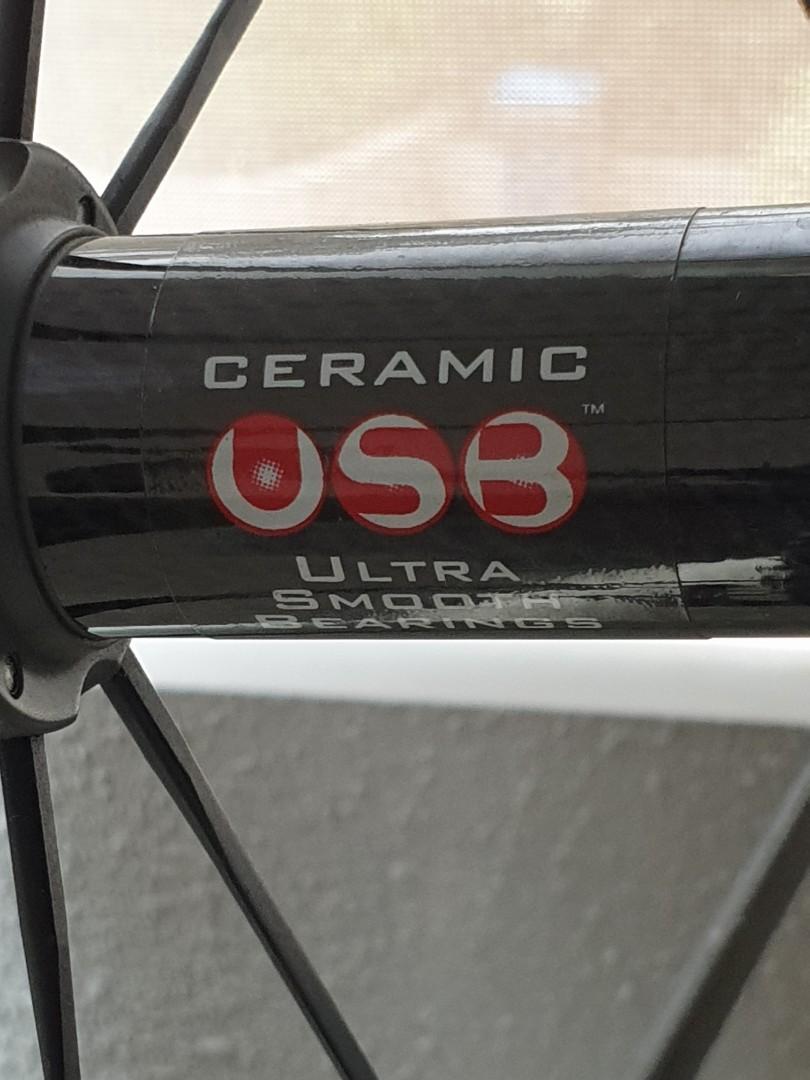 CERAMIC
USB™
ULTRA
SMOOTH
BEARINGS